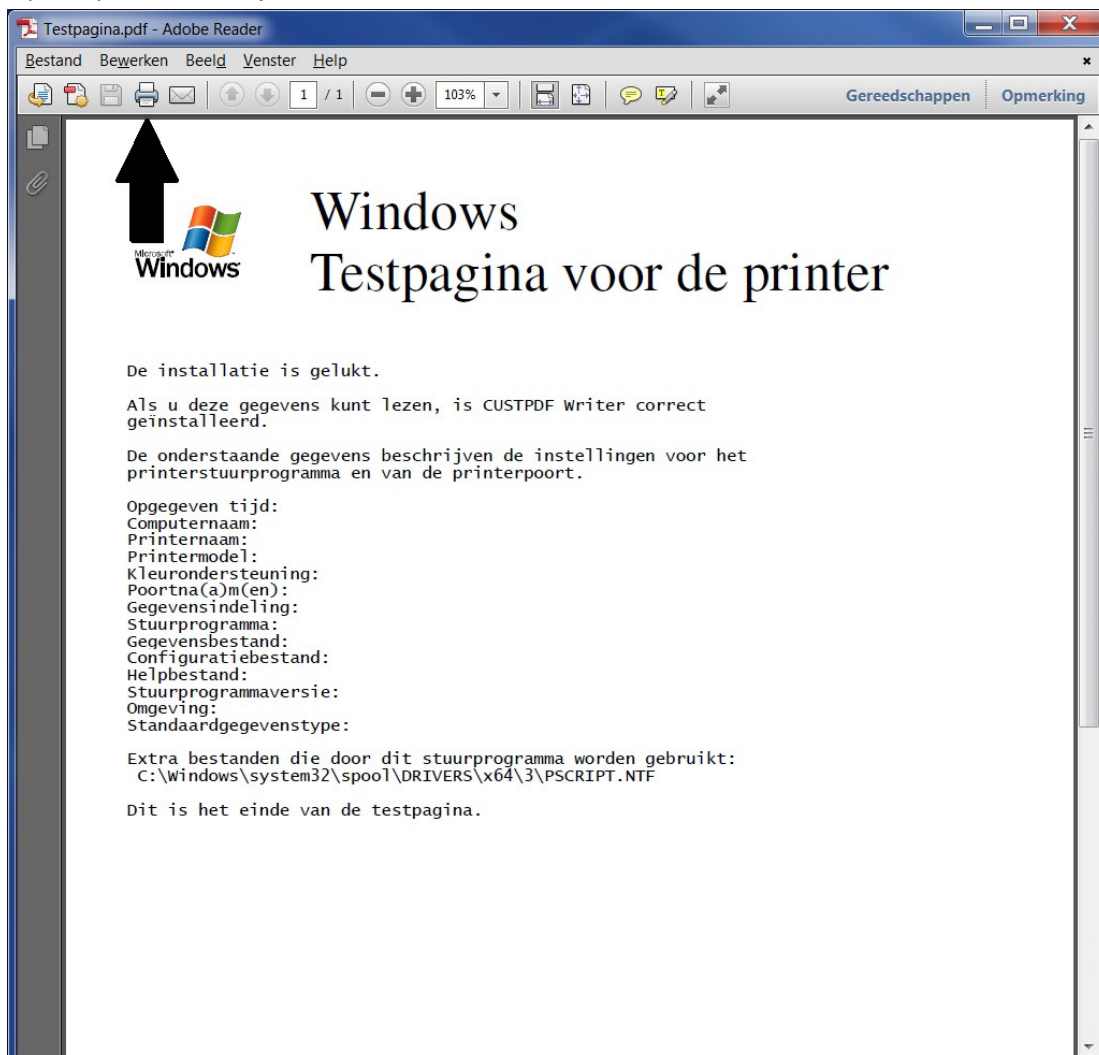 Testpagina.pdf - Adobe Reader
Bestand Bewerken Beeld Venster Help
1 / 1 103% Gereedschappen Opmerking
Microsoft
Windows
Windows
Testpagina voor de printer
De installatie is gelukt.
Als u deze gegevens kunt lezen, is CUSTPDF Writer correct
geïnstalleerd.
De onderstaande gegevens beschrijven de instellingen voor het
printerstuurprogramma en van de printerpoort.
Opgegeven tijd:
Computernaam:
Printernaam:
Printermodel:
Kleurondersteuning:
Poortna(a)m(en):
Gegevensindeling:
Stuurprogramma:
Gegevensbestand:
Configuratiebestand:
Helpbestand:
Stuurprogrammaversie:
Omgeving:
Standaardgegevenstype:
Extra bestanden die door dit stuurprogramma worden gebruikt:
C:\Windows\system32\spool\DRIVERS\x64\3\PSCRIPT.NTF
Dit is het einde van de testpagina.